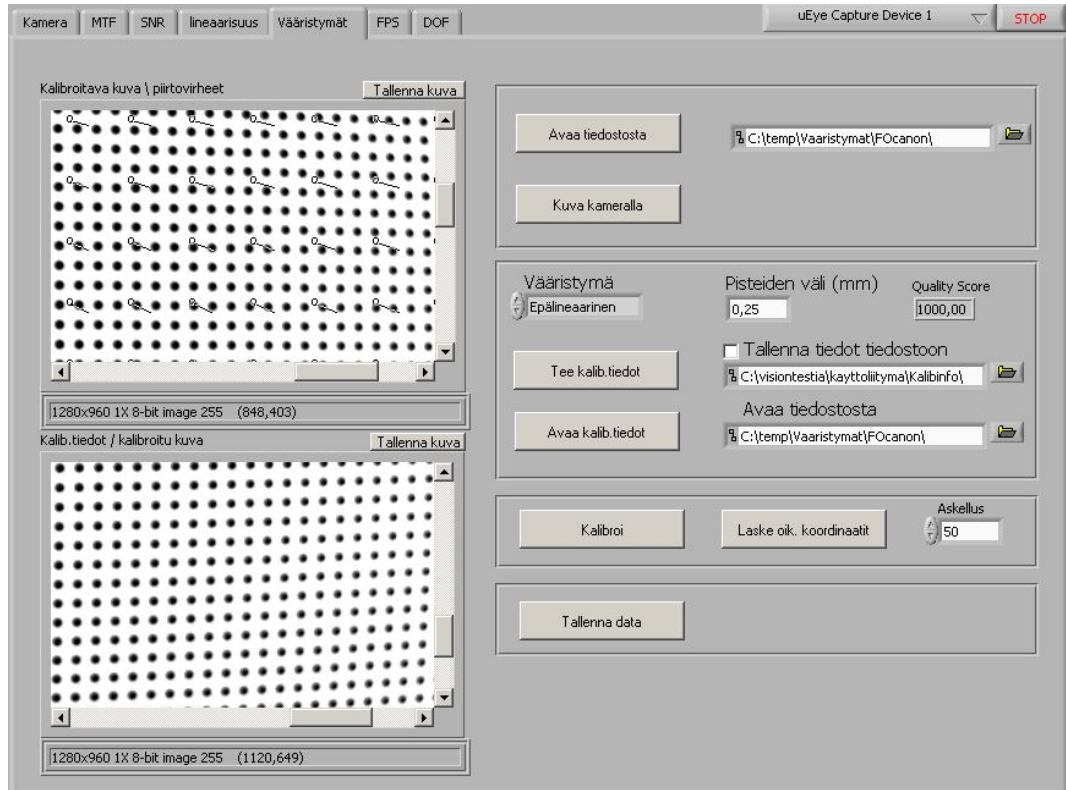 Kamera MTF SNR lineaarisuus Vääristymät FPS DOF
uEye Capture Device 1 STOP
Kalibroitava kuva \ piirtovirheet Tallenna kuva
1280x960 1X 8-bit image 255 (848,403)
Kalib.tiedot / kalibroitu kuva Tallenna kuva
1280x960 1X 8-bit image 255 (1120,649)
Avaa tiedostosta C:\temp\Vaaristymat\FOcanon\
Kuva kameralla
Vääristymä Pisteiden väli (mm) Quality Score
Epälineaarinen 0,25 1000,00
Tallenna tiedot tiedostoon
Tee kalib.tiedot C:\visiontestia\kayttoliityma\Kalibinfo\
Avaa tiedostosta
Avaa kalib.tiedot C:\temp\Vaaristymat\FOcanon\
Askellus
Kalibroi Laske oik. koordinaatit 50
Tallenna data